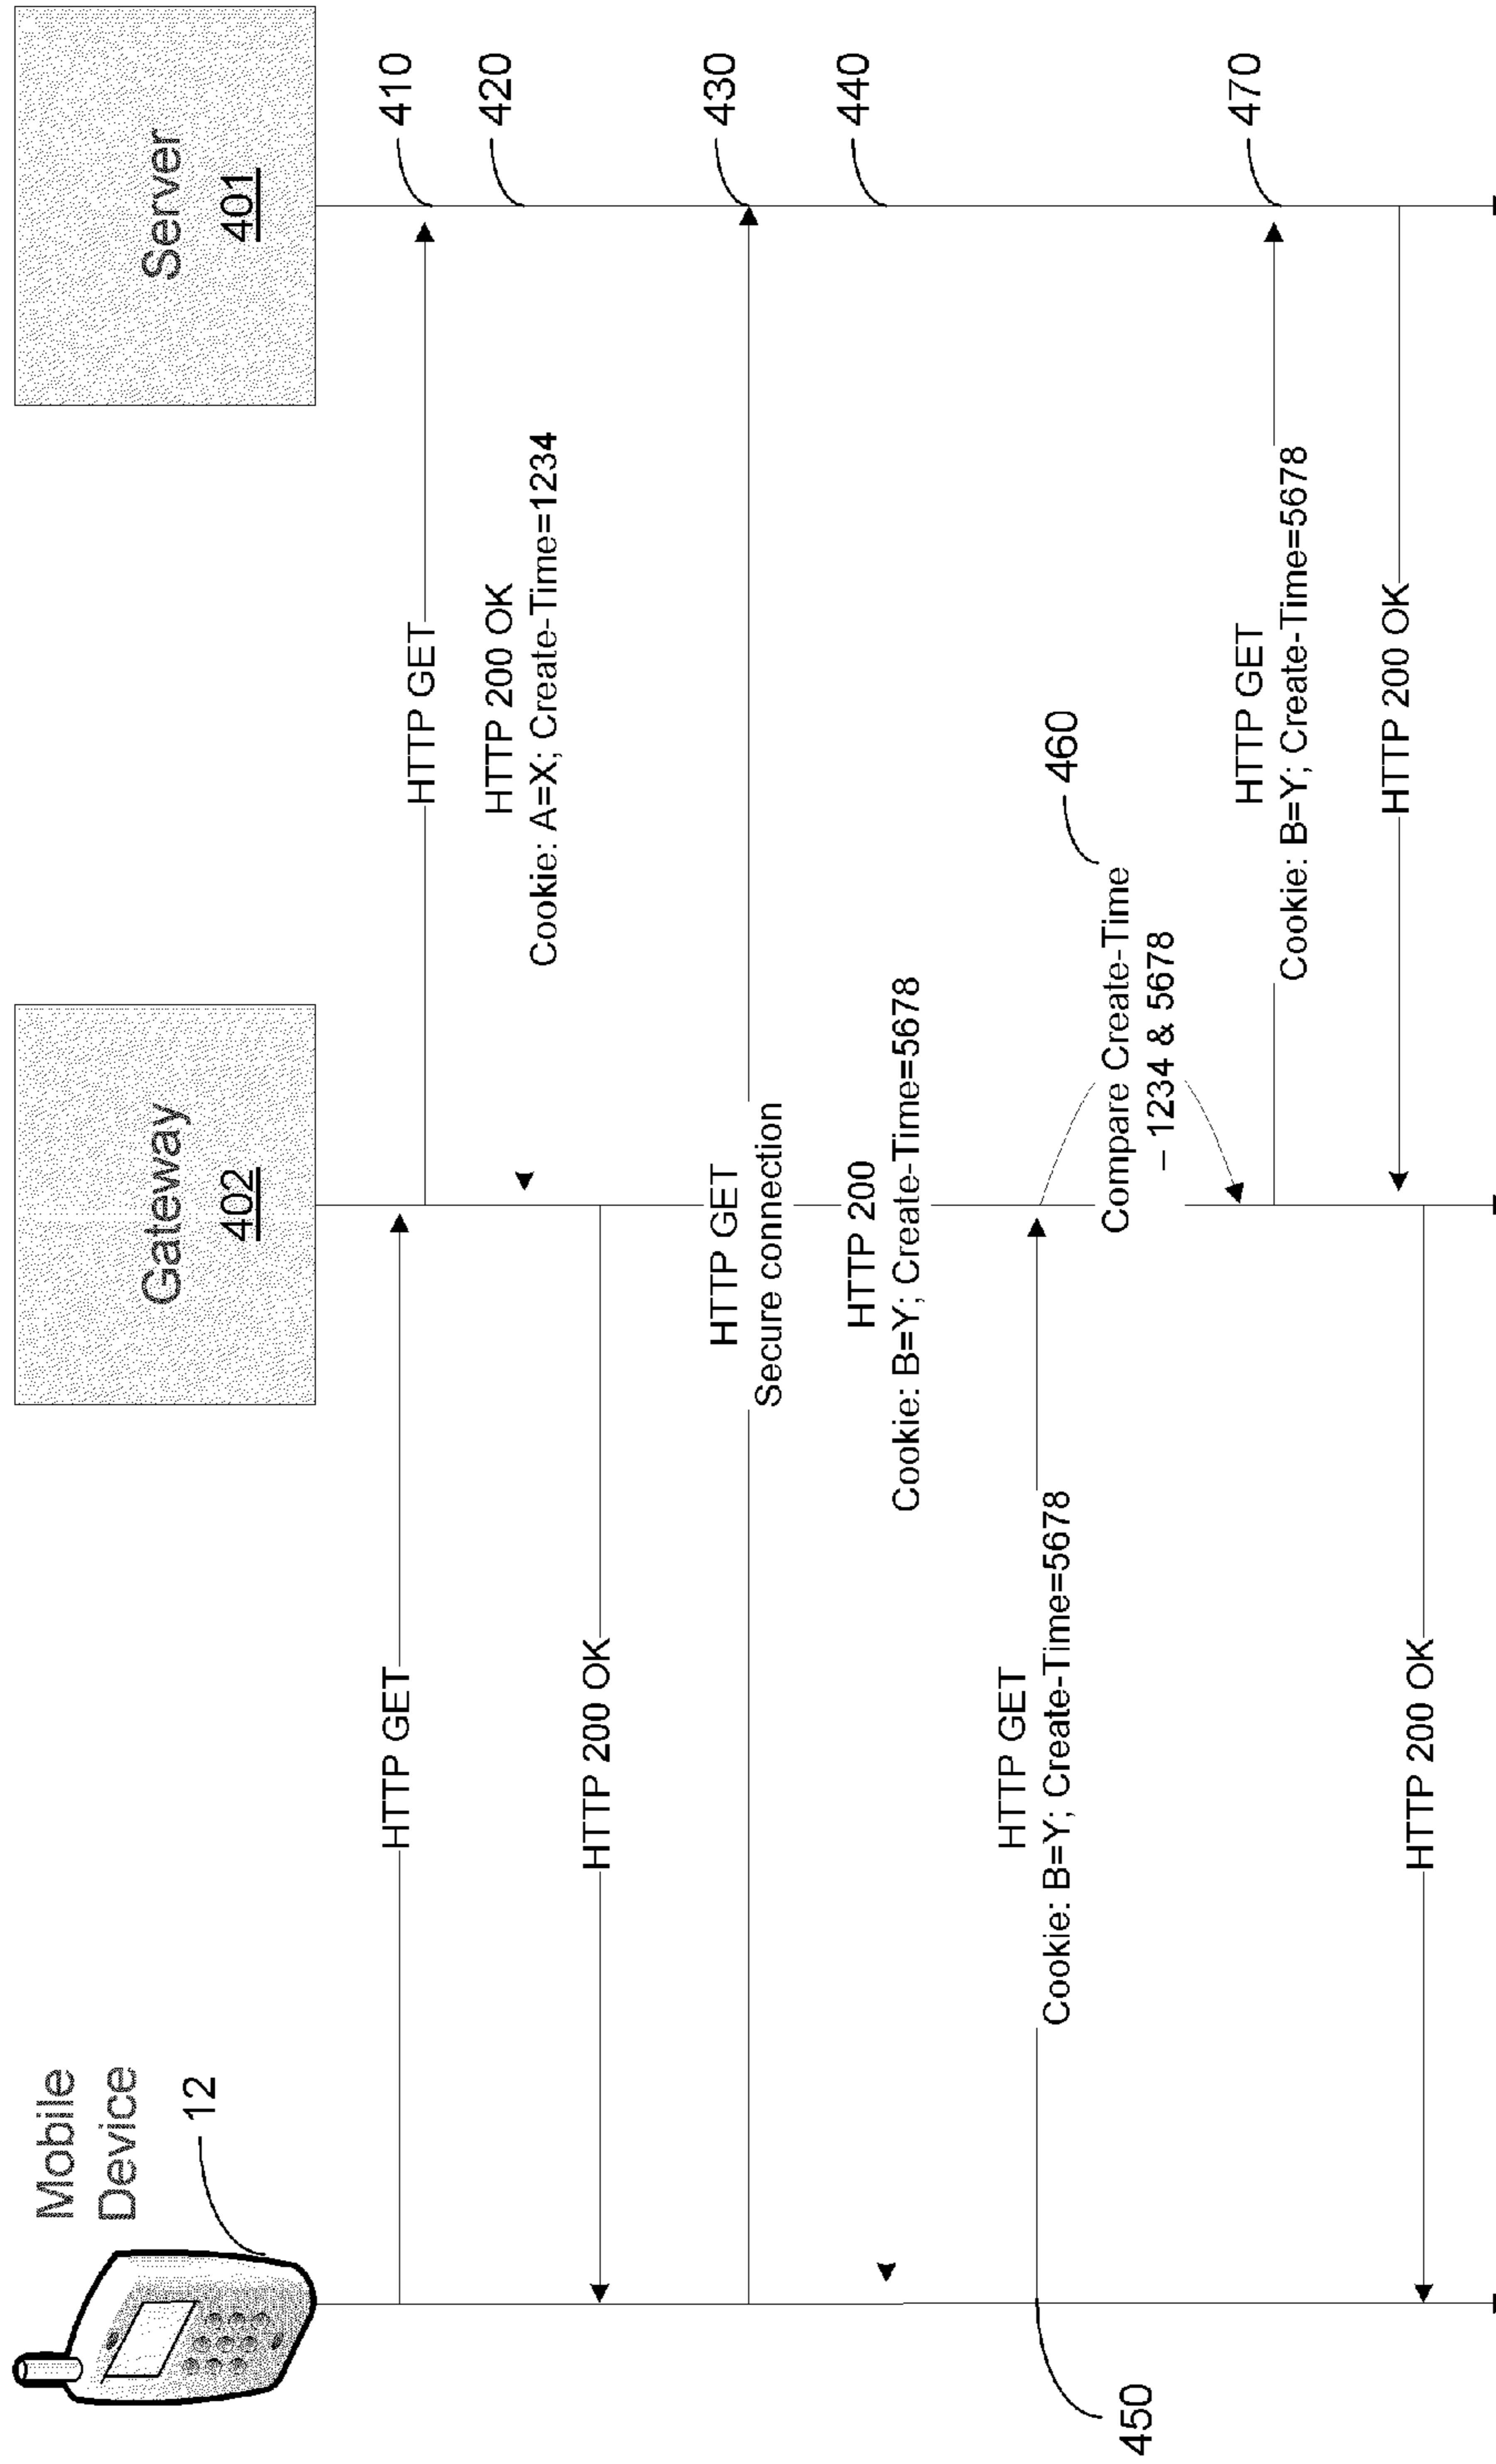 Mobile
Device
12
Gateway
402
Server
401
HTTP GET
HTTP GET
410
420
HTTP 200 OK
Cookie: A=X; Create-Time=1234
HTTP 200 OK
HTTP GET
Secure connection
430
HTTP 200
Cookie: B=Y; Create-Time=5678
440
HTTP GET
Cookie: B=Y; Create-Time=5678
450
460
Compare Create-Time
– 1234 & 5678
HTTP GET
Cookie: B=Y; Create-Time=5678
470
HTTP 200 OK
HTTP 200 OK